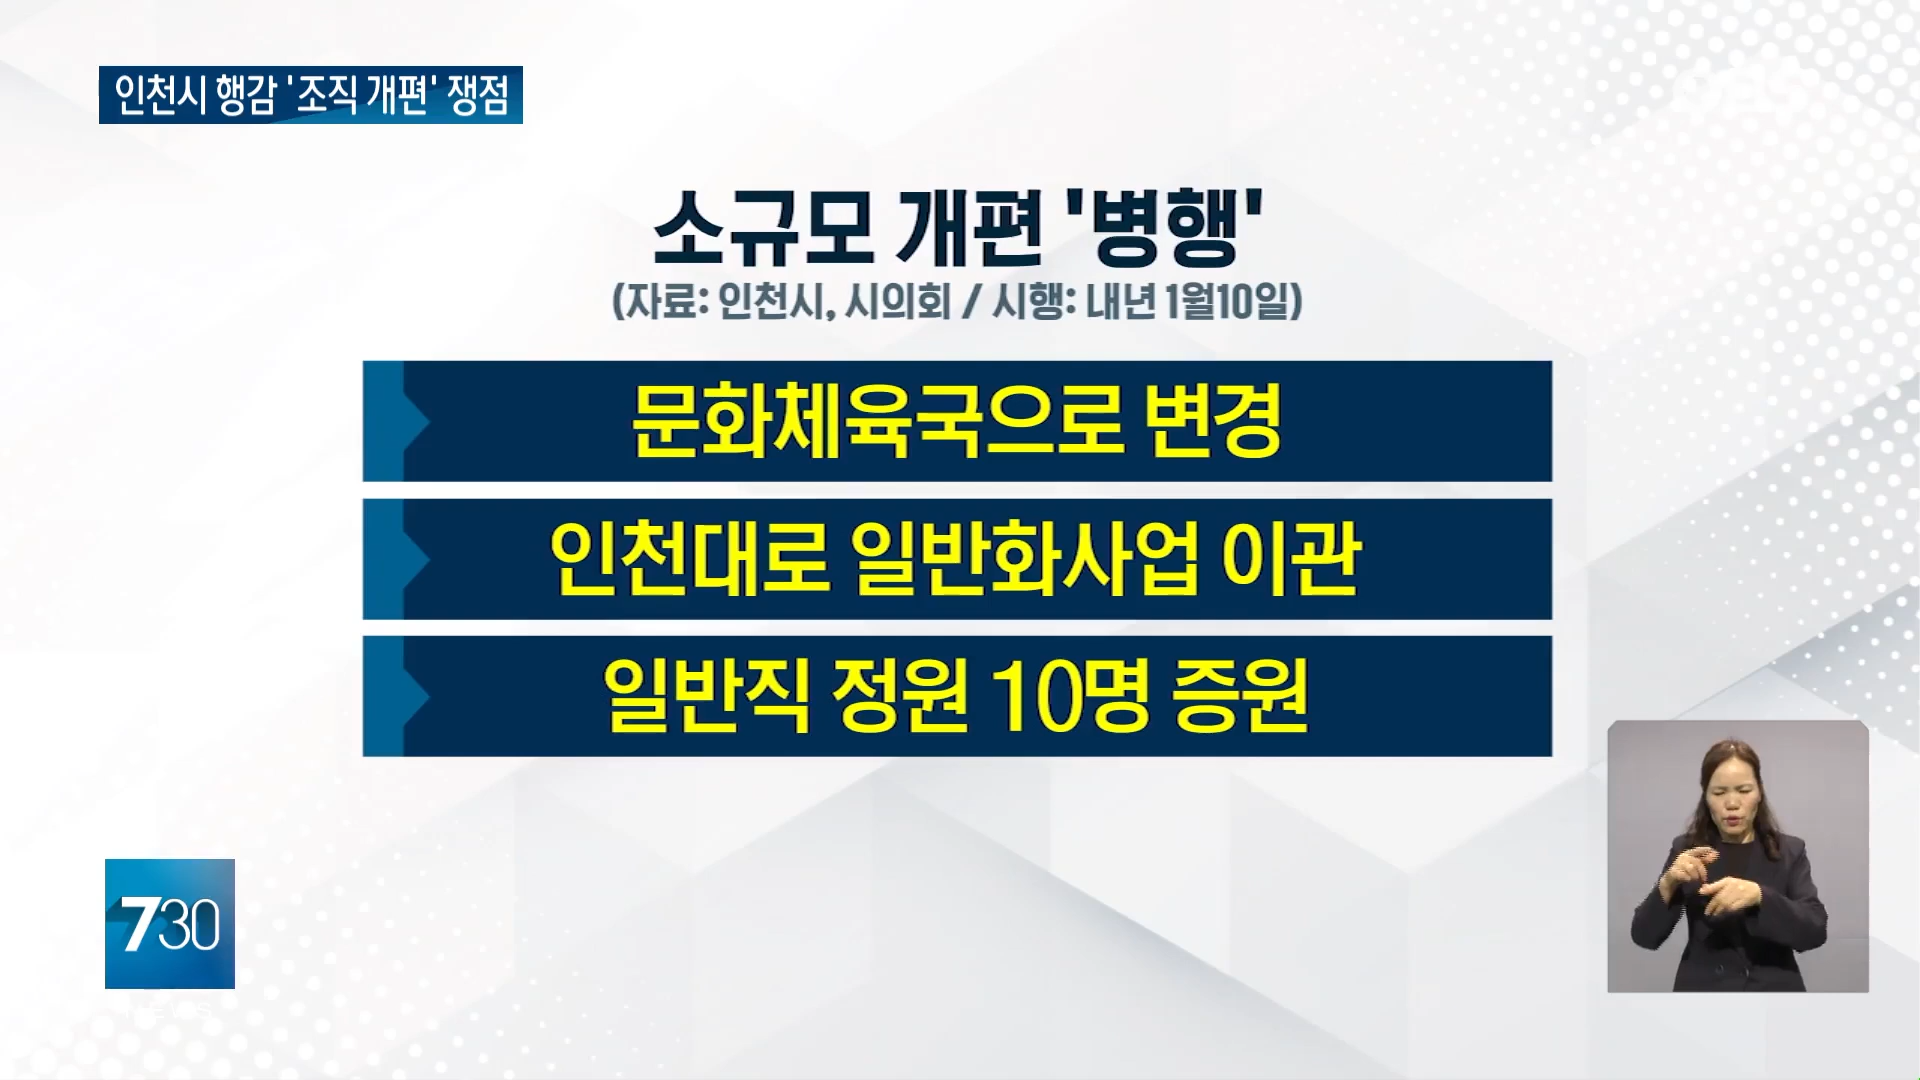 인천시 행감 '조직 개편' 쟁점
OBS
소규모 개편 '병행'
(자료: 인천시, 시의회 / 시행: 내년 1월10일)
문화체육국으로 변경
인천대로 일반화사업 이관
일반직 정원 10명 증원
730
NEWS